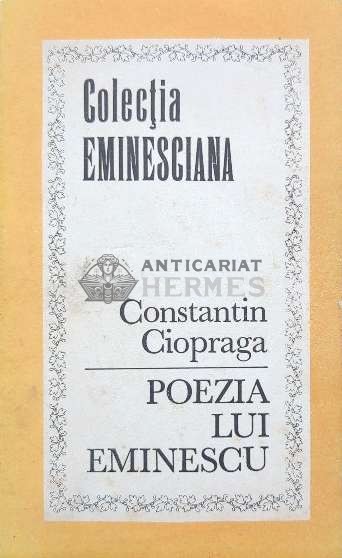 Colecţia
EMINESCIANA
ANTICARIAT
HERMES
Constantin
Ciopraga
POEZIA
LUI
EMINESCU